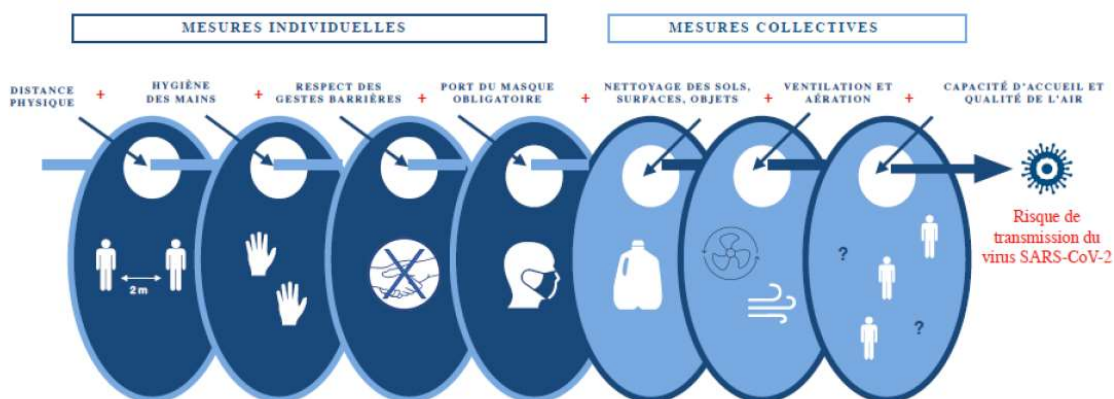 MESURES INDIVIDUELLES
MESURES COLLECTIVES
DISTANCE
PHYSIQUE
+
HYGIÈNE
DES MAINS
+
RESPECT DES
GESTES BARRIÈRES
+
PORT DU MASQUE
OBLIGATOIRE
+
NETTOYAGE DES SOLS,
SURFACES, OBJETS
+
VENTILATION ET
AÉRATION
+
CAPACITÉ D'ACCUEIL ET
QUALITÉ DE L'AIR
2 m
?
?
Risque de
transmission du
virus SARS-CoV-2